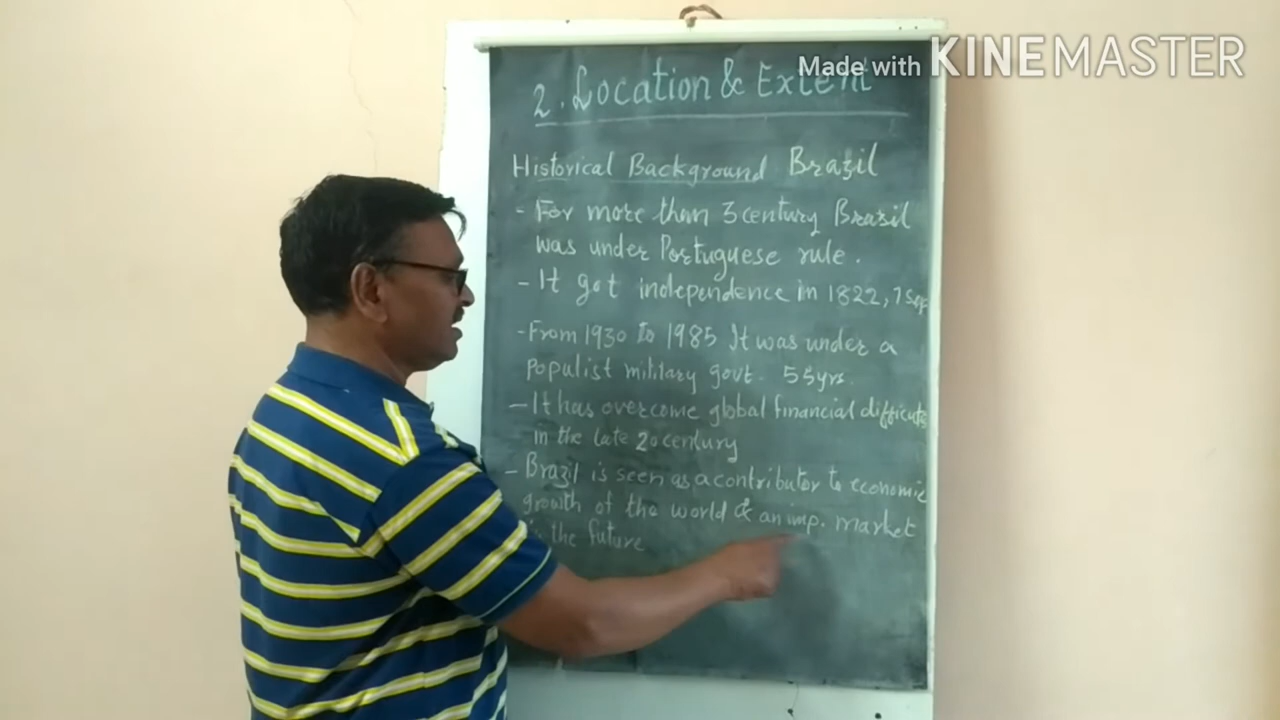 Made with KINEMASTER
2. Location & Extent
Historical Background Brazil
- For more than 3 century Brazil
was under Portuguese rule.
- It got independence in 1822, 7 Sep
- From 1930 to 1985 It was under a
populist military govt. 55yrs.
- It has overcome global financial
in the late 20 century
- Brazil is seen as a contributor to economic
growth of the world & an imp. market
the future